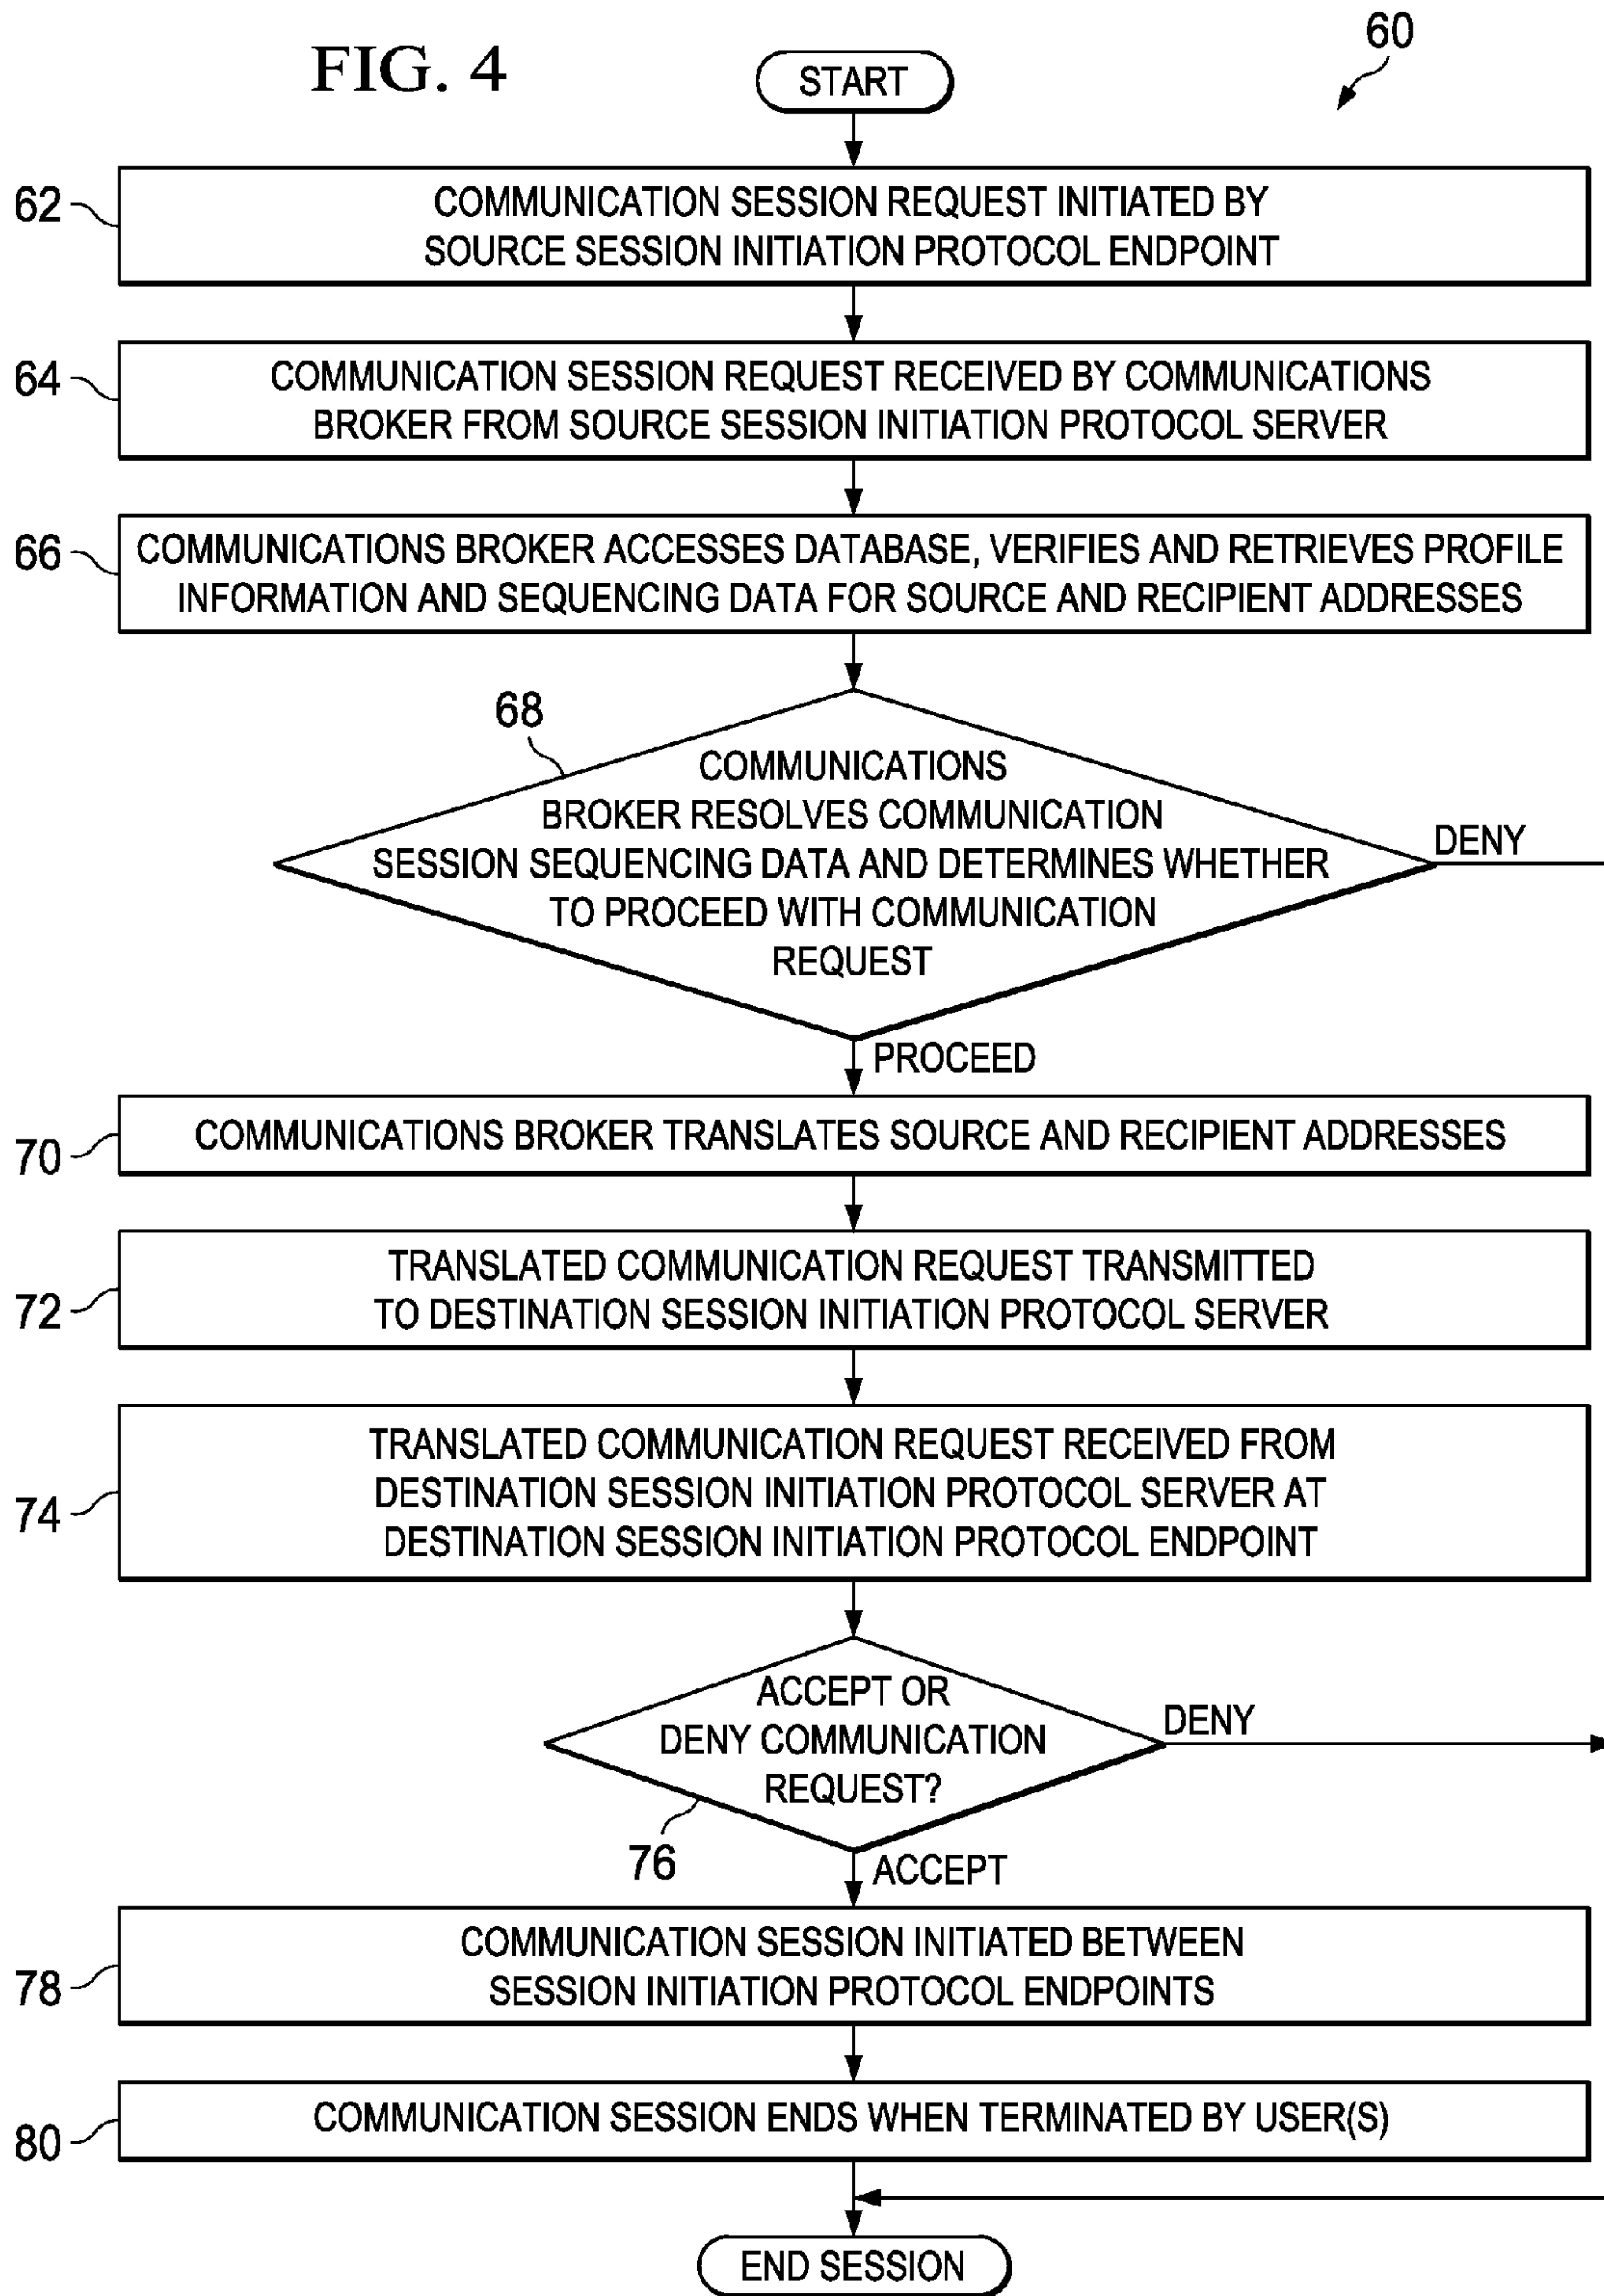 FIG. 4
60
START
62
COMMUNICATION SESSION REQUEST INITIATED BY
SOURCE SESSION INITIATION PROTOCOL ENDPOINT
64
COMMUNICATION SESSION REQUEST RECEIVED BY COMMUNICATIONS
BROKER FROM SOURCE SESSION INITIATION PROTOCOL SERVER
66
COMMUNICATIONS BROKER ACCESSES DATABASE, VERIFIES AND RETRIEVES PROFILE
INFORMATION AND SEQUENCING DATA FOR SOURCE AND RECIPIENT ADDRESSES
68
COMMUNICATIONS
BROKER RESOLVES COMMUNICATION
SESSION SEQUENCING DATA AND DETERMINES WHETHER
TO PROCEED WITH COMMUNICATION
REQUEST
DENY
PROCEED
70
COMMUNICATIONS BROKER TRANSLATES SOURCE AND RECIPIENT ADDRESSES
72
TRANSLATED COMMUNICATION REQUEST TRANSMITTED
TO DESTINATION SESSION INITIATION PROTOCOL SERVER
74
TRANSLATED COMMUNICATION REQUEST RECEIVED FROM
DESTINATION SESSION INITIATION PROTOCOL SERVER AT
DESTINATION SESSION INITIATION PROTOCOL ENDPOINT
ACCEPT OR
DENY COMMUNICATION
REQUEST?
DENY
76
ACCEPT
78
COMMUNICATION SESSION INITIATED BETWEEN
SESSION INITIATION PROTOCOL ENDPOINTS
80
COMMUNICATION SESSION ENDS WHEN TERMINATED BY USER(S)
END SESSION